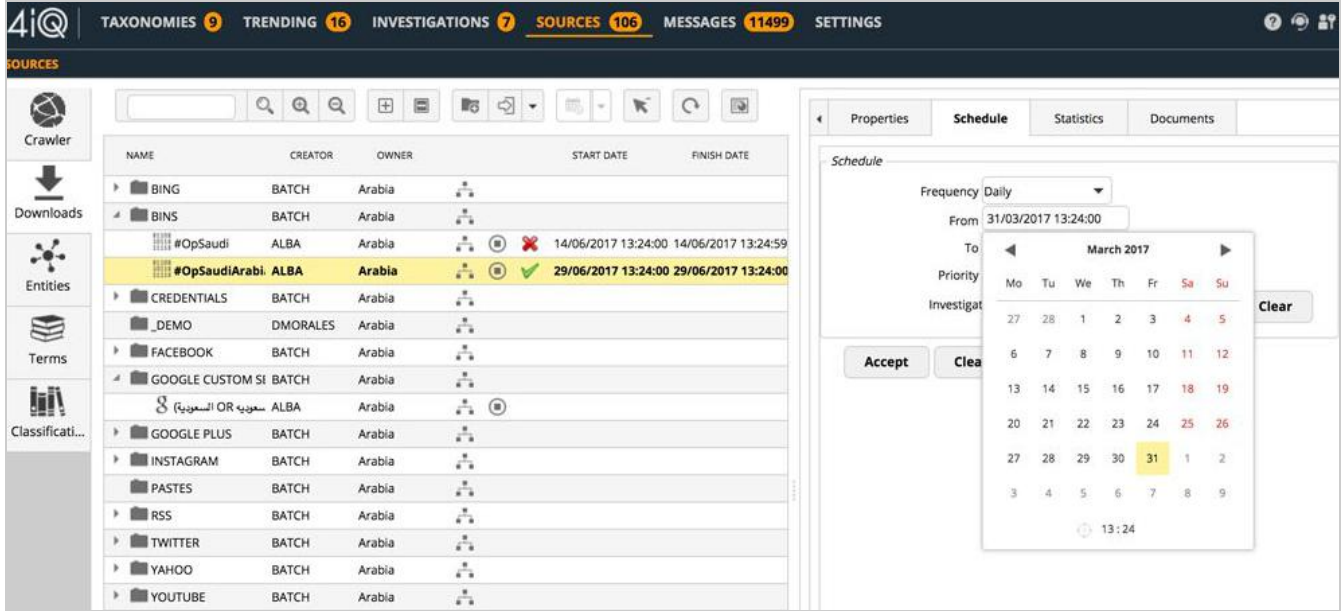 4iQ TAXONOMIES 9 TRENDING 16 INVESTIGATIONS 7 SOURCES 106 MESSAGES 11499 SETTINGS
SOURCES
Crawler
Downloads
Entities
Terms
Classificati...
NAME CREATOR OWNER START DATE FINISH DATE
BING BATCH Arabia
BINS BATCH Arabia
#OpSaudi ALBA Arabia 14/06/2017 13:24:00 14/06/2017 13:24:59
#OpSaudiArabi ALBA Arabia 29/06/2017 13:24:00 29/06/2017 13:24:00
CREDENTIALS BATCH Arabia
_DEMO DMORALES Arabia
FACEBOOK BATCH Arabia
GOOGLE CUSTOM SE BATCH Arabia
سعوديه OR السعودية) ALBA Arabia
GOOGLE PLUS BATCH Arabia
INSTAGRAM BATCH Arabia
PASTES BATCH Arabia
RSS BATCH Arabia
TWITTER BATCH Arabia
YAHOO BATCH Arabia
YOUTUBE BATCH Arabia
Properties Schedule Statistics Documents
Schedule
Frequency Daily
From 31/03/2017 13:24:00
To
Priority
Investigat
Clear
Accept Clea
March 2017
Mo Tu We Th Fr Sa Su
27 28 1 2 3 4 5
6 7 8 9 10 11 12
13 14 15 16 17 18 19
20 21 22 23 24 25 26
27 28 29 30 31 1 2
3 4 5 6 7 8 9
13 : 24